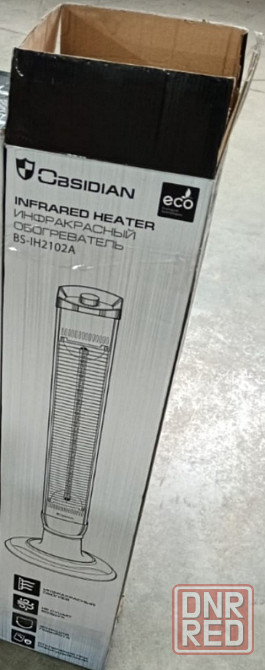 OBSIDIAN
eco
INFRARED HEATER
ИНФРАКРАСНЫЙ
ОБОГРЕВАТЕЛЬ
BS-IH2102A
DNR
RED